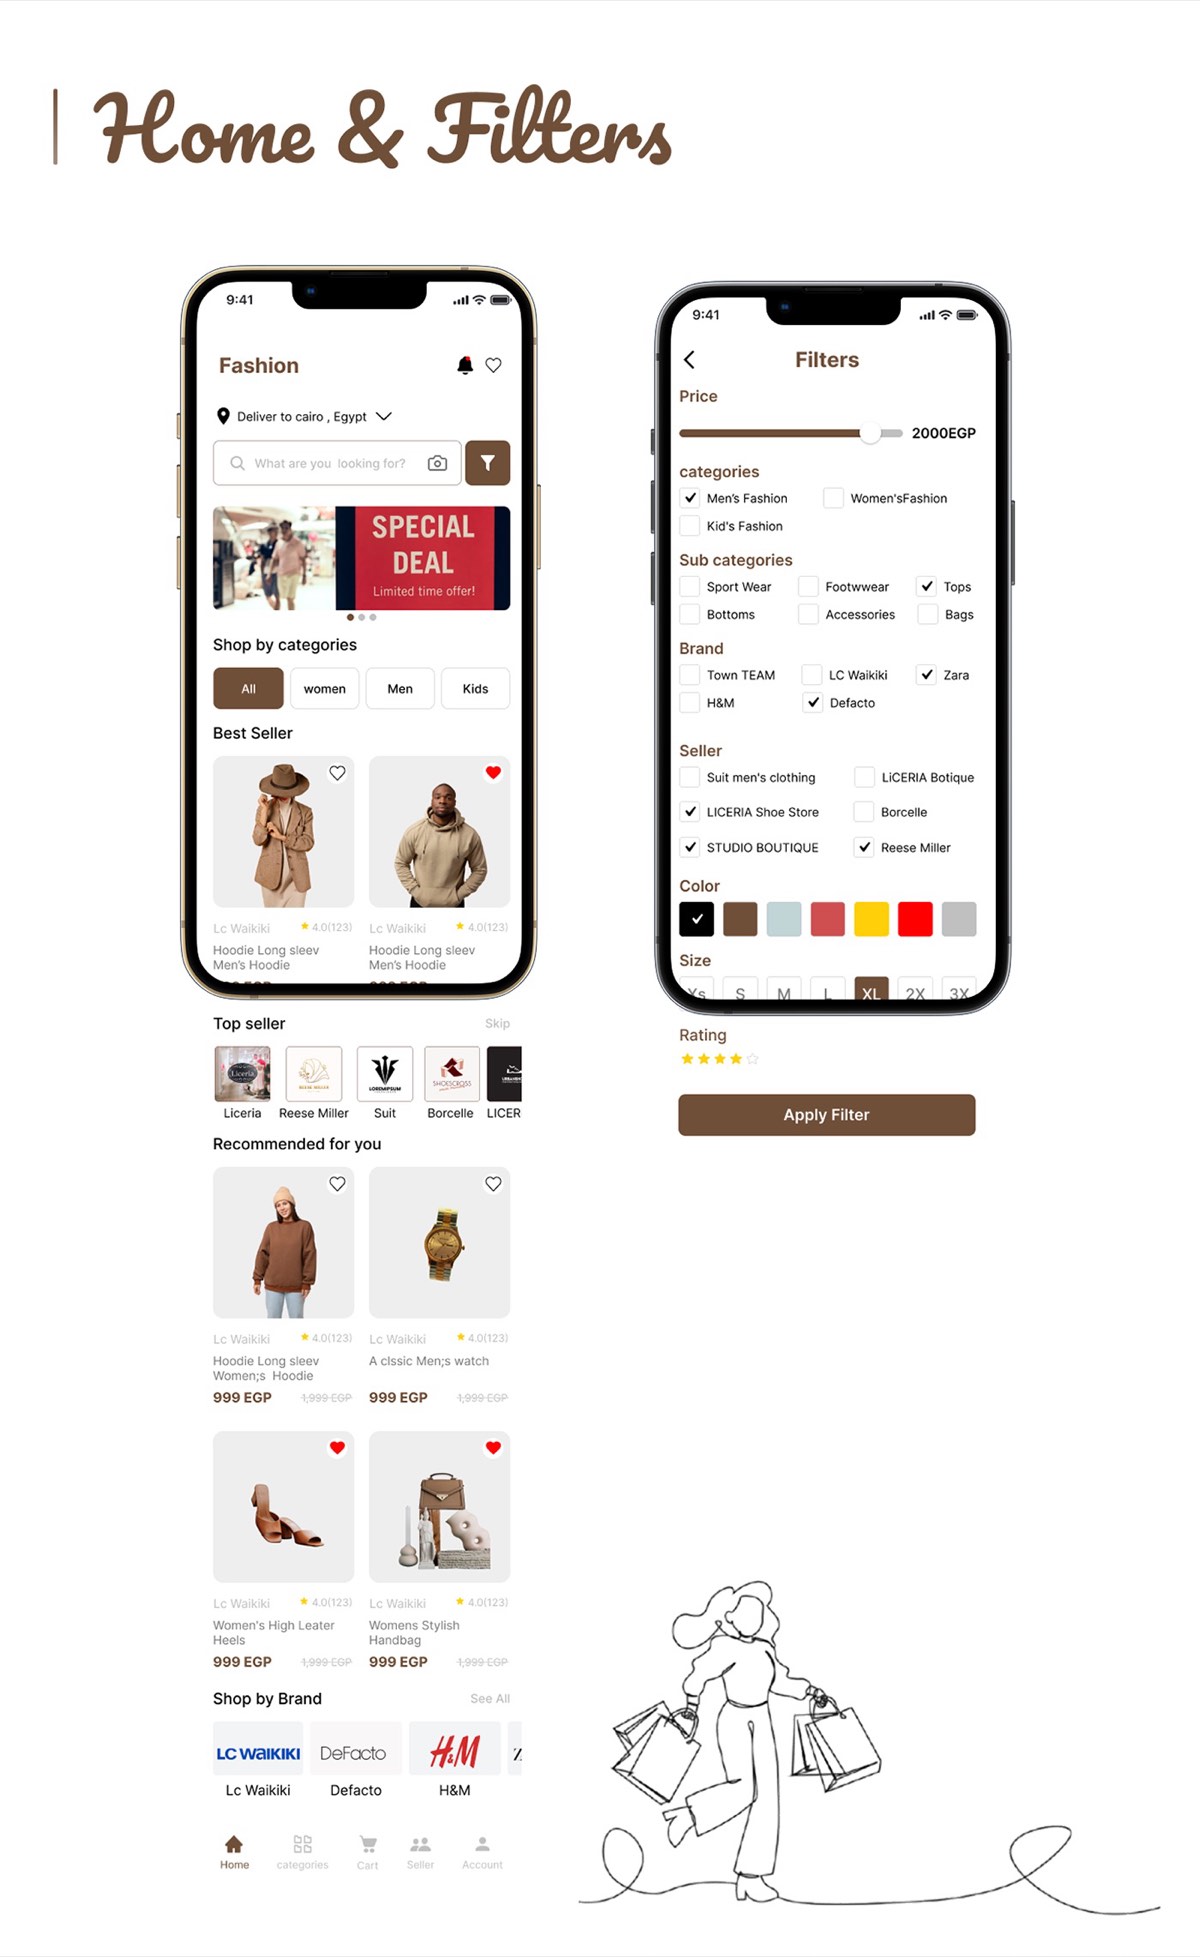 Home & Filters
9:41
Fashion
Deliver to cairo , Egypt
What are you looking for?
SPECIAL
DEAL
Limited time offer!
Shop by categories
All women Men Kids
Best Seller
Lc Waikiki 4.0(123) Lc Waikiki 4.0(123)
Hoodie Long sleev Hoodie Long sleev
Men's Hoodie Men's Hoodie
Top seller Skip
Liceria
REESE MILLER
LOREMIPSUM
SHOESCROSS
Liceria Reese Miller Suit Borcelle LICER
Recommended for you
Lc Waikiki 4.0(123) Lc Waikiki 4.0(123)
Hoodie Long sleev A clssic Men;s watch
Women;s Hoodie
999 EGP 1,999 EGP 999 EGP 1,999 EGP
Lc Waikiki 4.0(123) Lc Waikiki 4.0(123)
Women's High Leater Womens Stylish
Heels Handbag
999 EGP 1,999 EGP 999 EGP 1,999 EGP
Shop by Brand See All
LC WAIKIKI DeFacto H&M
Lc Waikiki Defacto H&M
Home categories Cart Seller Account
9:41
Filters
Price
2000EGP
categories
Men's Fashion Women'sFashion
Kid's Fashion
Sub categories
Sport Wear Footwwear Tops
Bottoms Accessories Bags
Brand
Town TEAM LC Waikiki Zara
H&M Defacto
Seller
Suit men's clothing LiCERIA Botique
LICERIA Shoe Store Borcelle
STUDIO BOUTIQUE Reese Miller
Color
Size
Xs S M L XL 2X 3X
Rating
Apply Filter